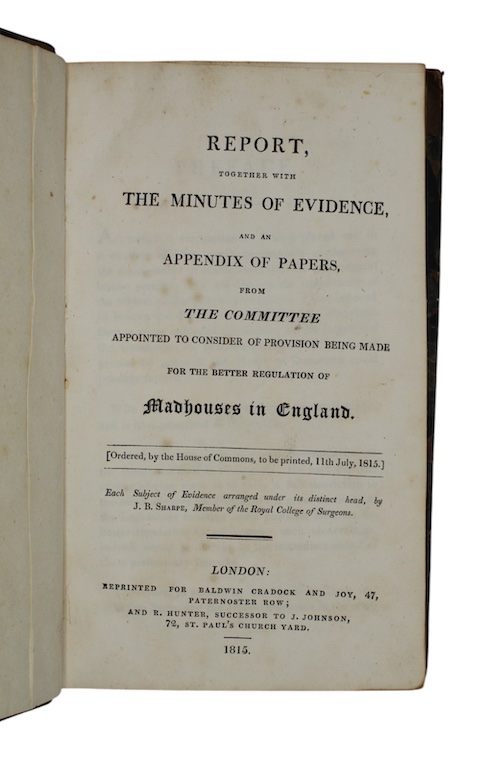 REPORT,
TOGETHER WITH
THE MINUTES OF EVIDENCE,
AND AN
APPENDIX OF PAPERS,
FROM
THE COMMITTEE
APPOINTED TO CONSIDER OF PROVISION BEING MADE
FOR THE BETTER REGULATION OF
Madhouses in England.
[Ordered, by the House of Commons, to be printed, 11th July, 1815.]
Each Subject of Evidence arranged under its distinct head, by
J. B. SHARPE, Member of the Royal College of Surgeons.
LONDON:
REPRINTED FOR BALDWIN CRADOCK AND JOY, 47,
PATERNOSTER ROW;
AND R. HUNTER, SUCCESSOR TO J. JOHNSON,
72, ST. PAUL'S CHURCH YARD.
1815.